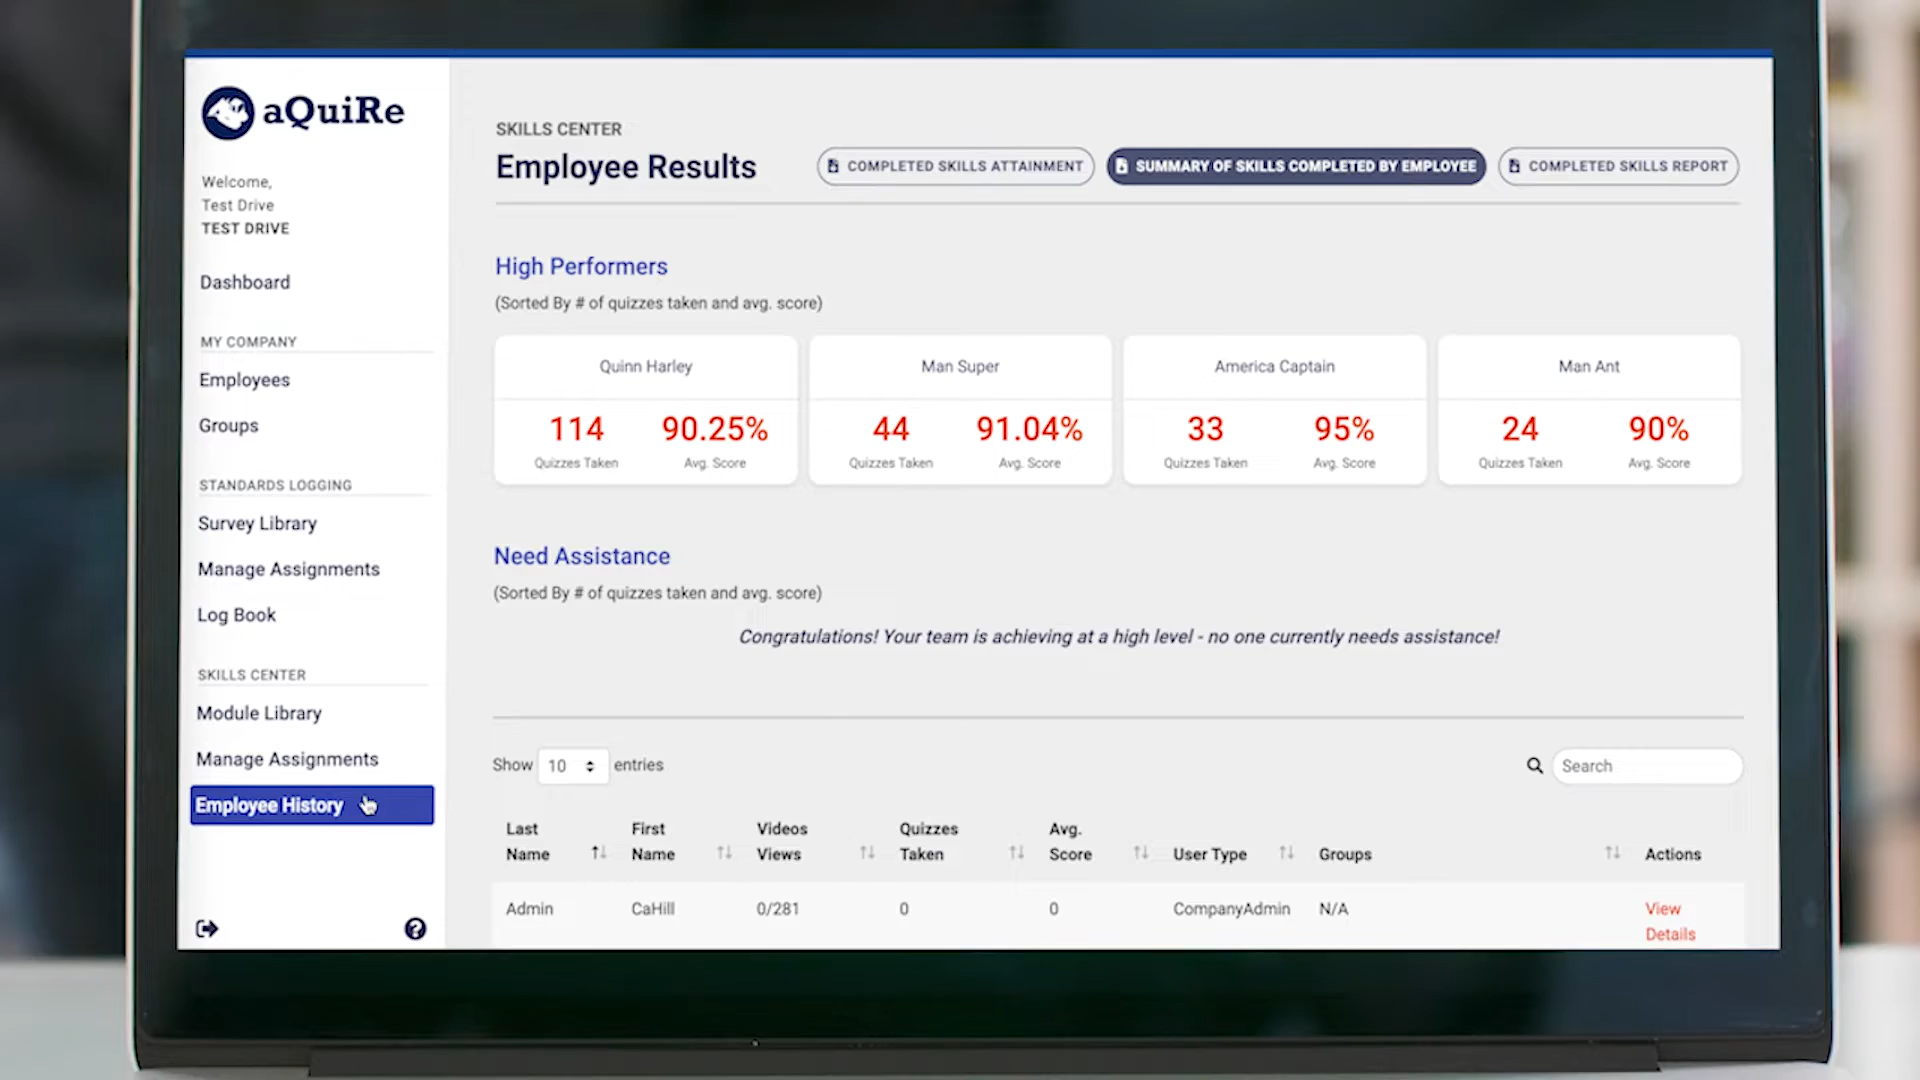 aQuiRe
Welcome,
Test Drive
TEST DRIVE
Dashboard
MY COMPANY
Employees
Groups
STANDARDS LOGGING
Survey Library
Manage Assignments
Log Book
SKILLS CENTER
Module Library
Manage Assignments
Employee History
SKILLS CENTER
Employee Results
COMPLETED SKILLS ATTAINMENT
SUMMARY OF SKILLS COMPLETED BY EMPLOYEE
COMPLETED SKILLS REPORT
High Performers
(Sorted By # of quizzes taken and avg. score)
Quinn Harley
114 90.25%
Quizzes Taken Avg. Score
Man Super
44 91.04%
Quizzes Taken Avg. Score
America Captain
33 95%
Quizzes Taken Avg. Score
Man Ant
24 90%
Quizzes Taken Avg. Score
Need Assistance
(Sorted By # of quizzes taken and avg. score)
Congratulations! Your team is achieving at a high level - no one currently needs assistance!
Show 10 entries
Search
Last Name First Name Videos Views Quizzes Taken Avg. Score User Type Groups Actions
Admin CaHill 0/281 0 0 CompanyAdmin N/A View Details